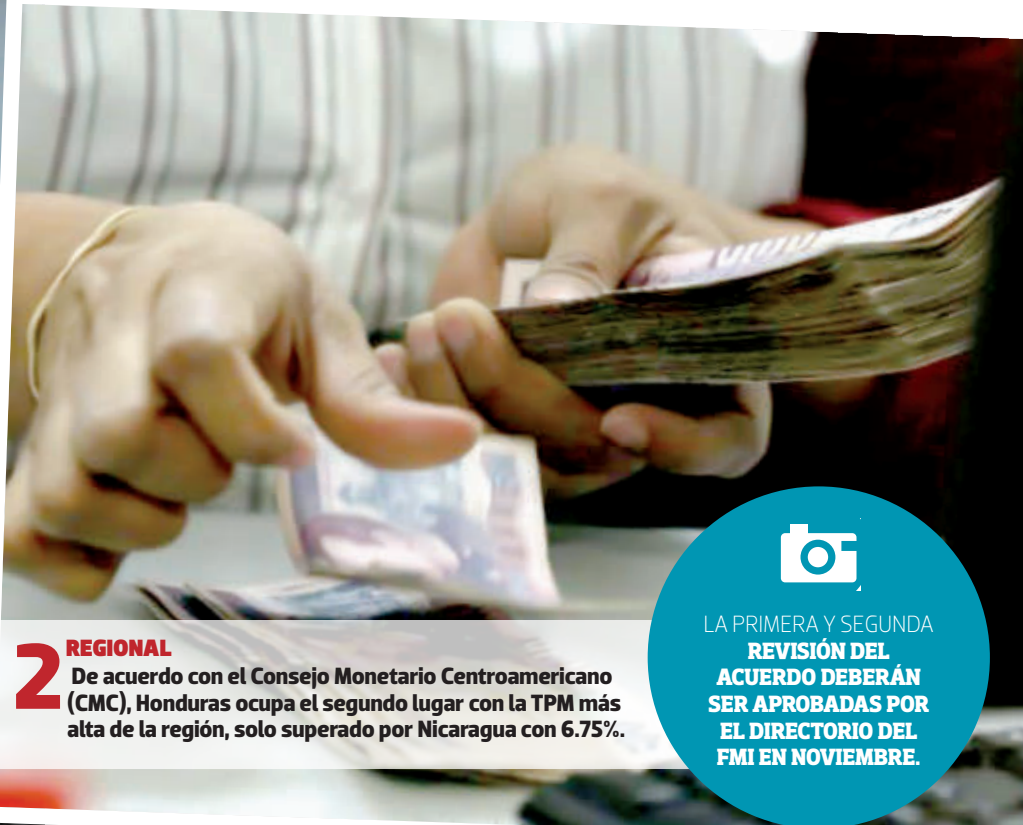 2 REGIONAL
De acuerdo con el Consejo Monetario Centroamericano
(CMC), Honduras ocupa el segundo lugar con la TPM más
alta de la región, solo superado por Nicaragua con 6.75%.
LA PRIMERA Y SEGUNDA
REVISIÓN DEL
ACUERDO DEBERÁN
SER APROBADAS POR
EL DIRECTORIO DEL
FMI EN NOVIEMBRE.